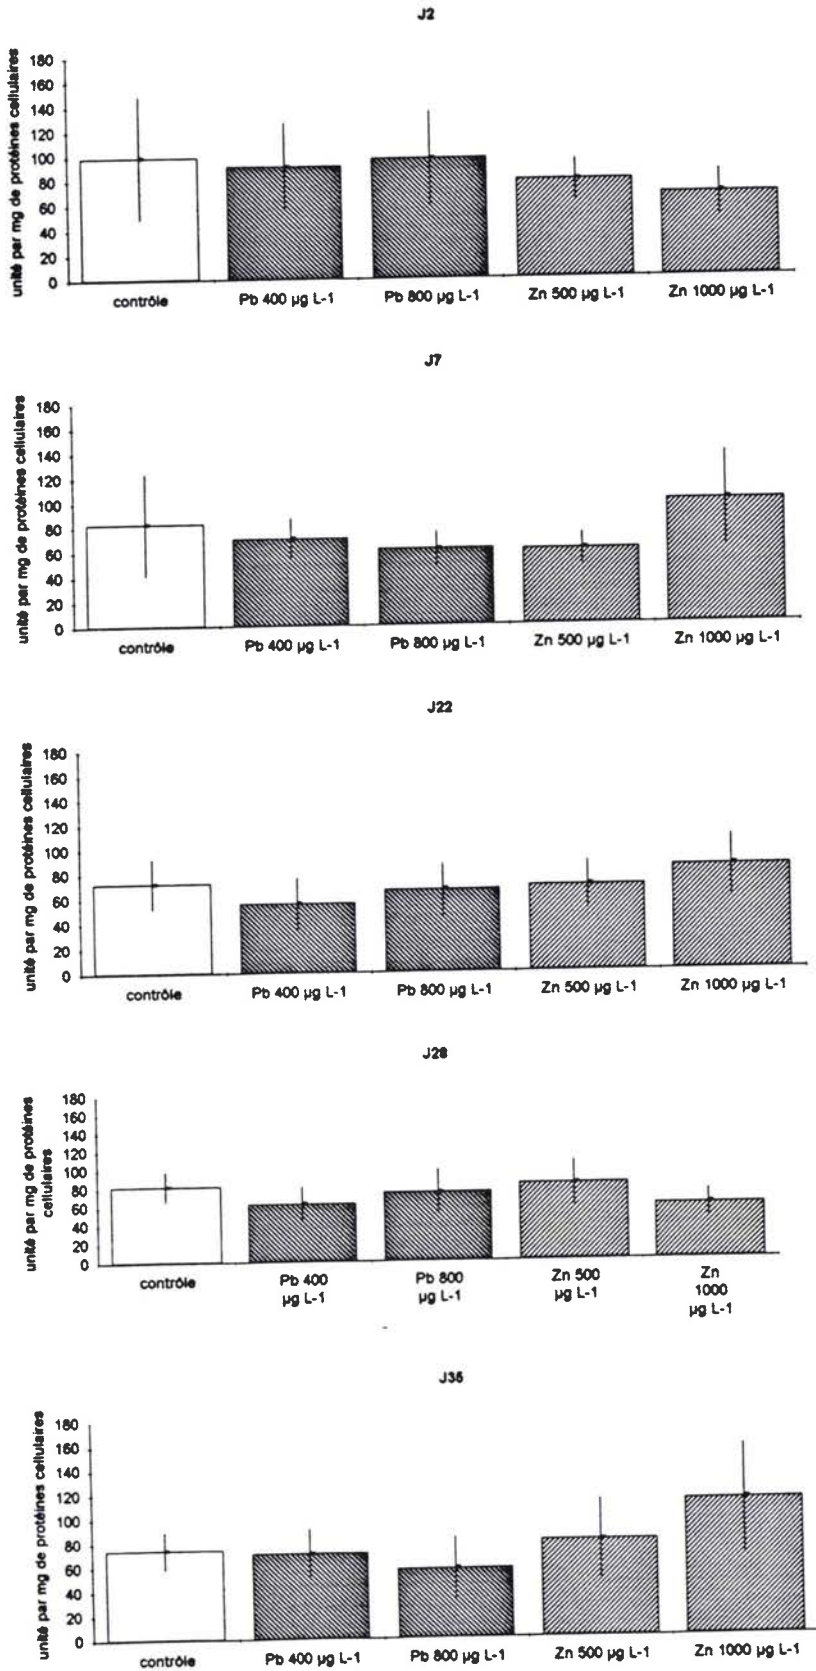 J2
unité par mg de protéines cellulaires
180
160
140
120
100
80
60
40
20
0
contrôle
Pb 400 µg L-1
Pb 800 µg L-1
Zn 500 µg L-1
Zn 1000 µg L-1
J7
unité par mg de protéines cellulaires
180
160
140
120
100
80
60
40
20
0
contrôle
Pb 400 µg L-1
Pb 800 µg L-1
Zn 500 µg L-1
Zn 1000 µg L-1
J22
unité par mg de protéines cellulaires
180
160
140
120
100
80
60
40
20
0
contrôle
Pb 400 µg L-1
Pb 800 µg L-1
Zn 500 µg L-1
Zn 1000 µg L-1
J28
unité par mg de protéines
cellulaires
180
160
140
120
100
80
60
40
20
0
contrôle
Pb 400
µg L-1
Pb 800
µg L-1
Zn 500
µg L-1
Zn
1000
µg L-1
J35
unité par mg de protéines cellulaires
180
160
140
120
100
80
60
40
20
0
contrôle
Pb 400 µg L-1
Pb 800 µg L-1
Zn 500 µg L-1
Zn 1000 µg L-1